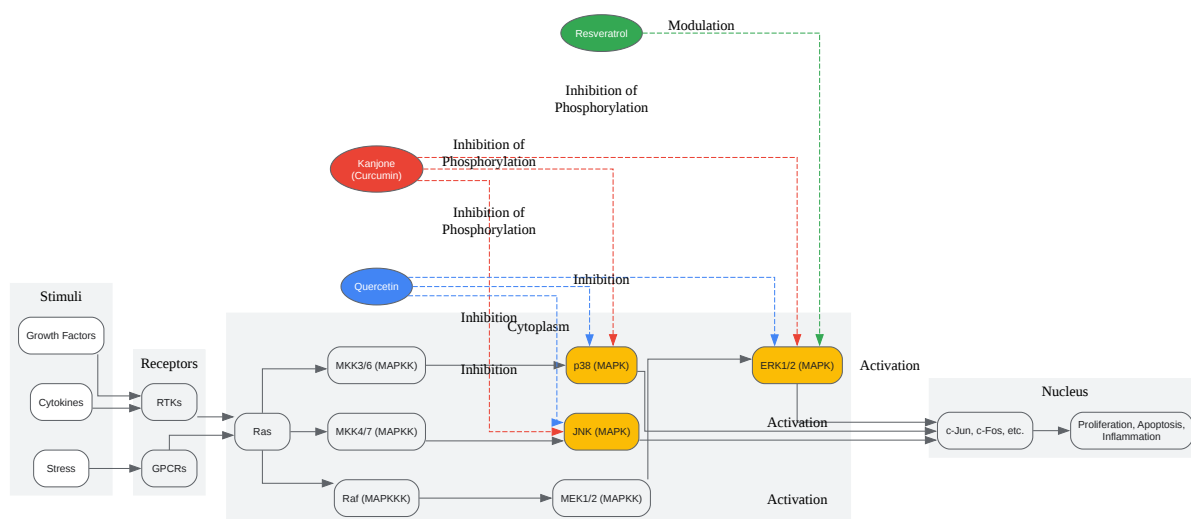 Resveratrol
Modulation
Inhibition of
Phosphorylation
Inhibition of
Phosphorylation
Kanjone
(Curcumin)
Inhibition of
Phosphorylation
Quercetin
Inhibition
Stimuli
Inhibition
Cytoplasm
Growth Factors
Receptors
MKK3/6 (MAPKK)
Inhibition
p38 (MAPK)
ERK1/2 (MAPK)
Activation
Nucleus
Cytokines
RTKs
Ras
MKK4/7 (MAPKK)
JNK (MAPK)
Activation
c-Jun, c-Fos, etc.
Proliferation, Apoptosis,
Inflammation
Stress
GPCRs
Raf (MAPKKK)
MEK1/2 (MAPKK)
Activation